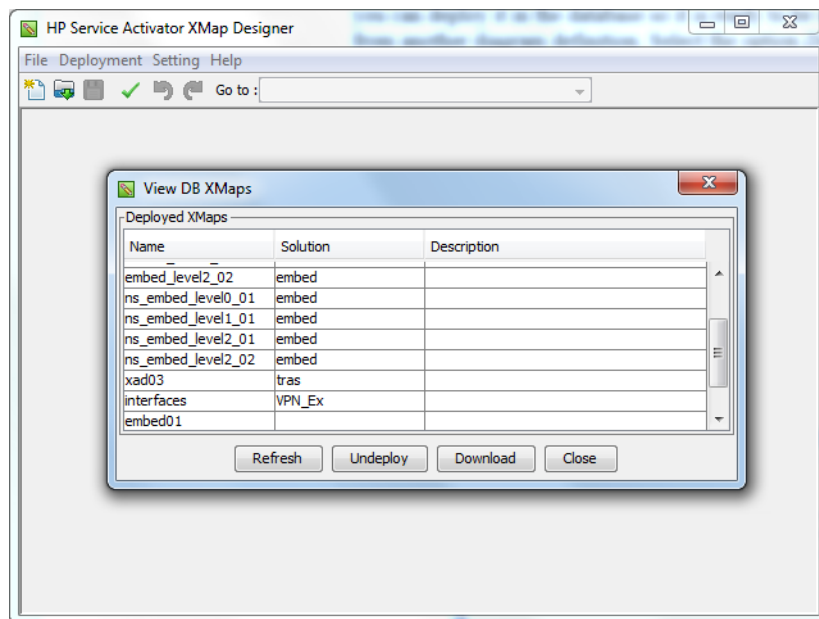 HP Service Activator XMap Designer
File Deployment Setting Help
Go to :
View DB XMaps
Deployed XMaps
Name Solution Description
embed_level2_02 embed
ns_embed_level0_01 embed
ns_embed_level1_01 embed
ns_embed_level2_01 embed
ns_embed_level2_02 embed
xad03 tras
interfaces VPN_Ex
embed01
Refresh Undeploy Download Close